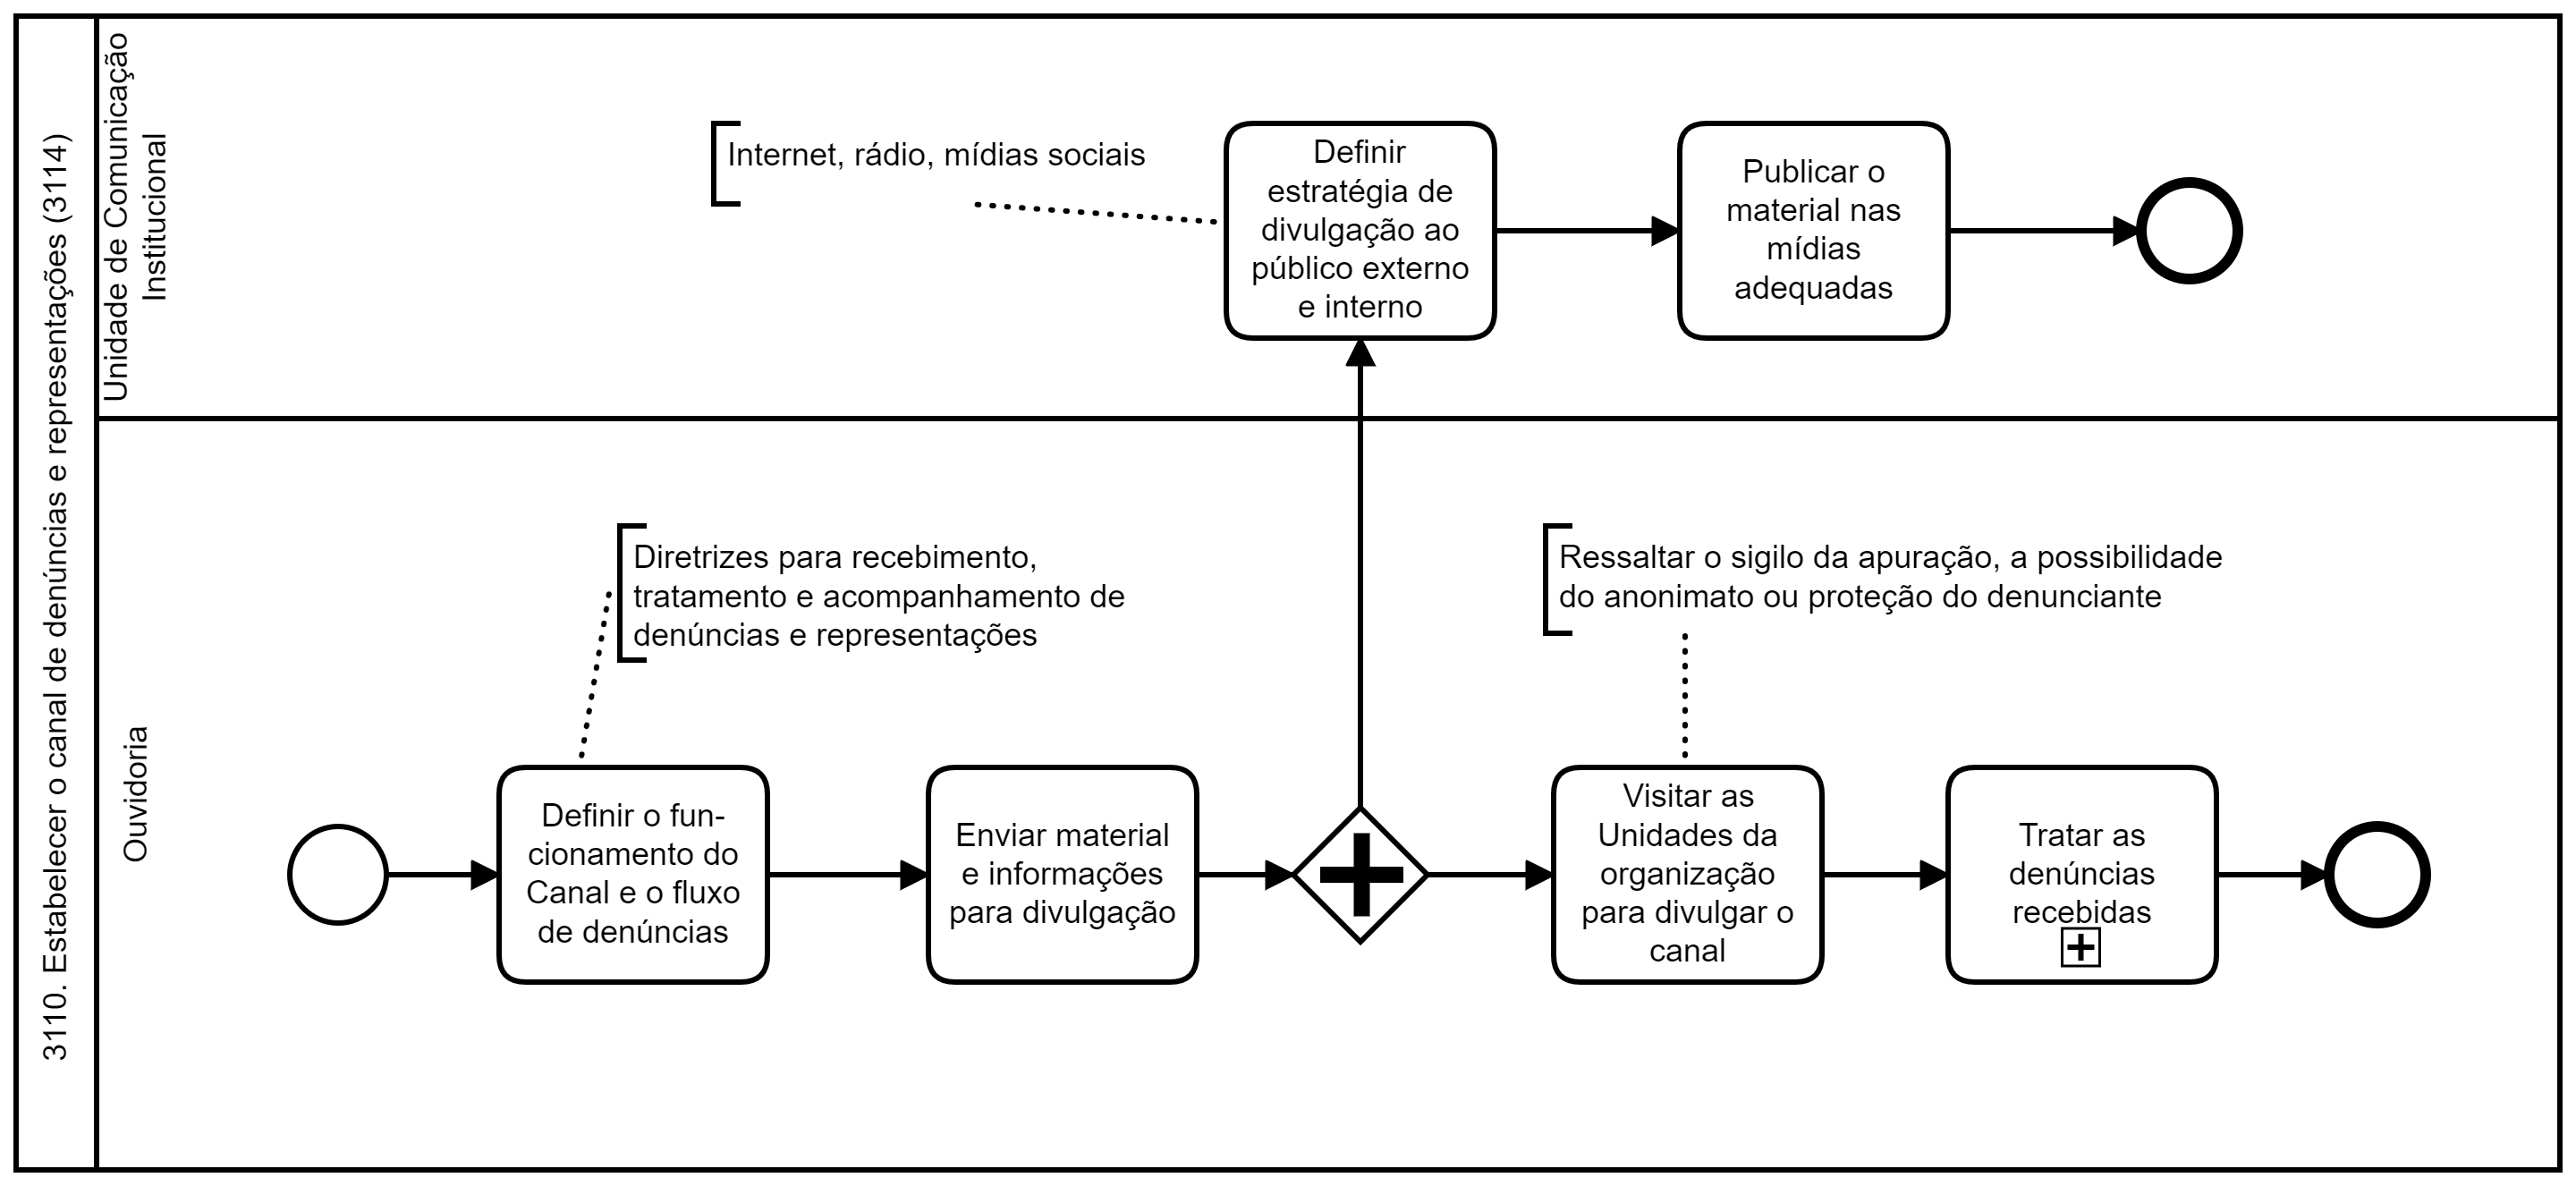 3110. Estabelecer o canal de denúncias e representações (3114)
Unidade de Comunicação
Institucional
Internet, rádio, mídias sociais
Definir
estratégia de
divulgação ao
público externo
e interno
Publicar o
material nas
mídias
adequadas
Ouvidoria
Diretrizes para recebimento,
tratamento e acompanhamento de
denúncias e representações
Ressaltar o sigilo da apuração, a possibilidade
do anonimato ou proteção do denunciante
Definir o fun-
cionamento do
Canal e o fluxo
de denúncias
Enviar material
e informações
para divulgação
Visitar as
Unidades da
organização
para divulgar o
canal
Tratar as
denúncias
recebidas